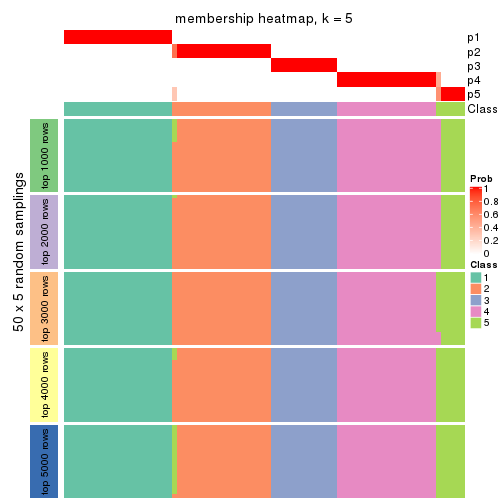 membership heatmap, k = 5
p1
p2
p3
p4
p5
Class
50 x 5 random samplings
top 1000 rows
top 2000 rows
top 3000 rows
top 4000 rows
top 5000 rows
Prob
1
0.8
0.6
0.4
0.2
0
Class
1
2
3
4
5